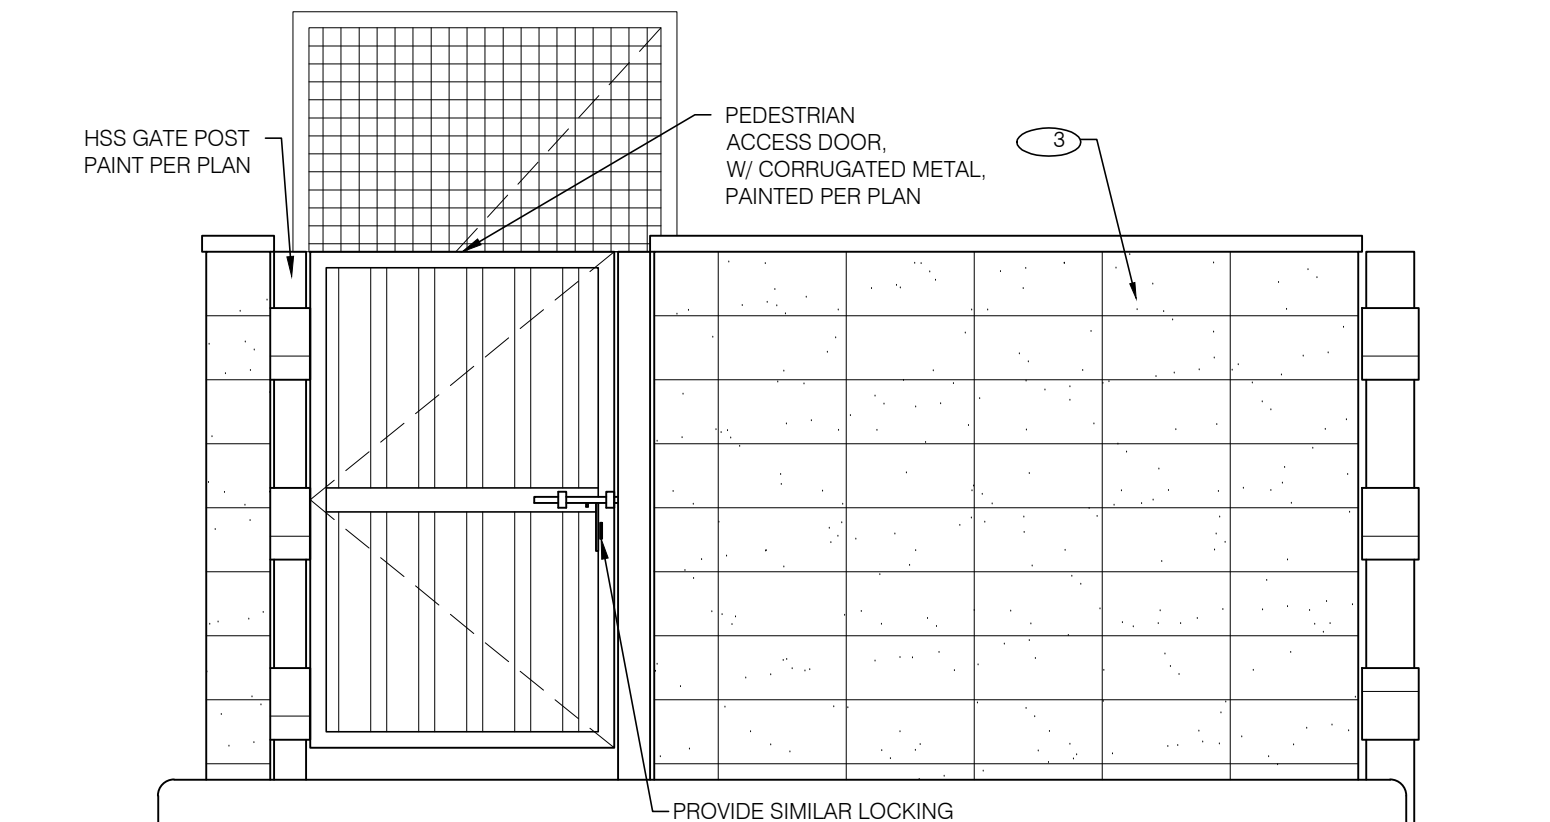 HSS GATE POST
PAINT PER PLAN
PEDESTRIAN
ACCESS DOOR,
W/ CORRUGATED METAL,
PAINTED PER PLAN
3
PROVIDE SIMILAR LOCKING